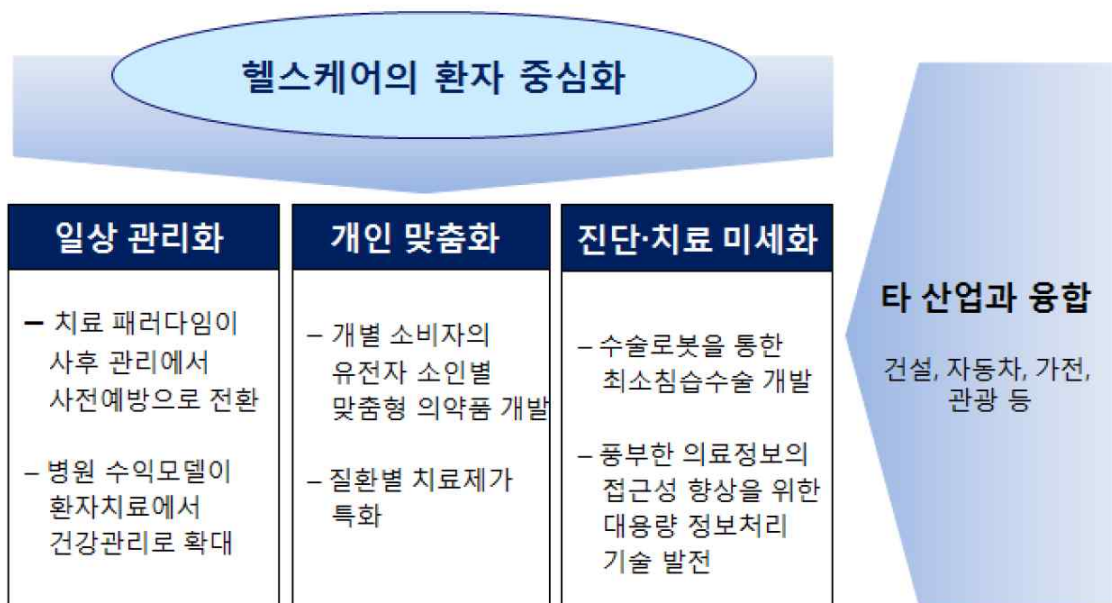 헬스케어의 환자 중심화
일상 관리화
– 치료 패러다임이
사후 관리에서
사전예방으로 전환
– 병원 수익모델이
환자치료에서
건강관리로 확대
개인 맞춤화
– 개별 소비자의
유전자 소인별
맞춤형 의약품 개발
– 질환별 치료제가
특화
진단·치료 미세화
– 수술로봇을 통한
최소침습수술 개발
– 풍부한 의료정보의
접근성 향상을 위한
대용량 정보처리
기술 발전
타 산업과 융합
건설, 자동차, 가전,
관광 등